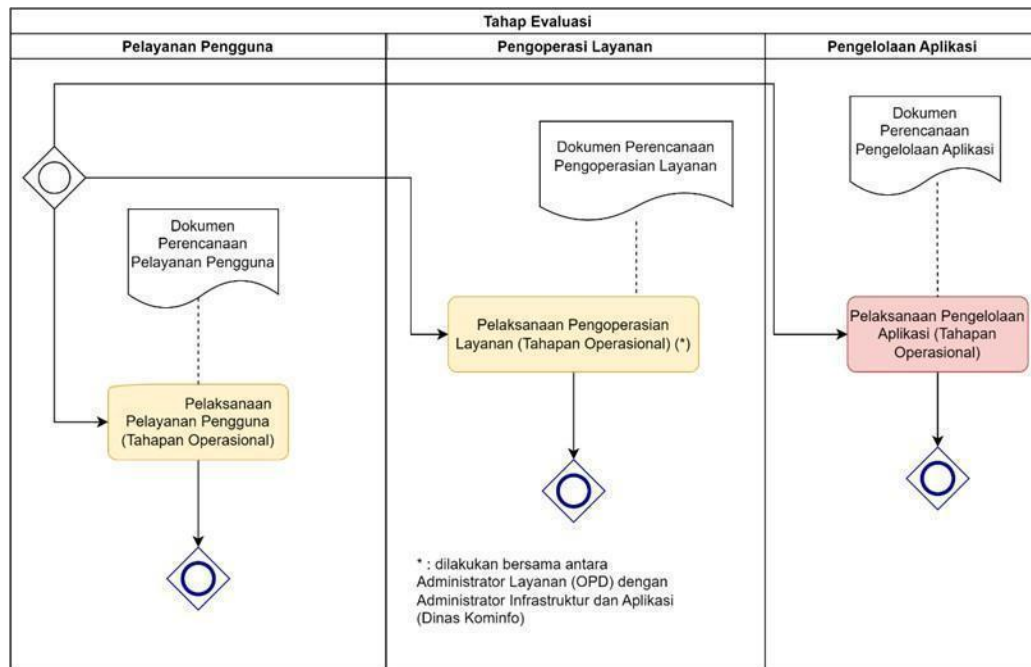 Tahap Evaluasi
Pelayanan Pengguna
Pengoperasi Layanan
Pengelolaan Aplikasi
Dokumen
Perencanaan
Pelayanan Pengguna
Pelaksanaan
Pelayanan Pengguna
(Tahapan Operasional)
Dokumen Perencanaan
Pengoperasian Layanan
Pelaksanaan Pengoperasian
Layanan (Tahapan Operasional) (*)
* : dilakukan bersama antara
Administrator Layanan (OPD) dengan
Administrator Infrastruktur dan Aplikasi
(Dinas Kominfo)
Dokumen
Perencanaan
Pengelolaan Aplikasi
Pelaksanaan Pengelolaan
Aplikasi (Tahapan
Operasional)